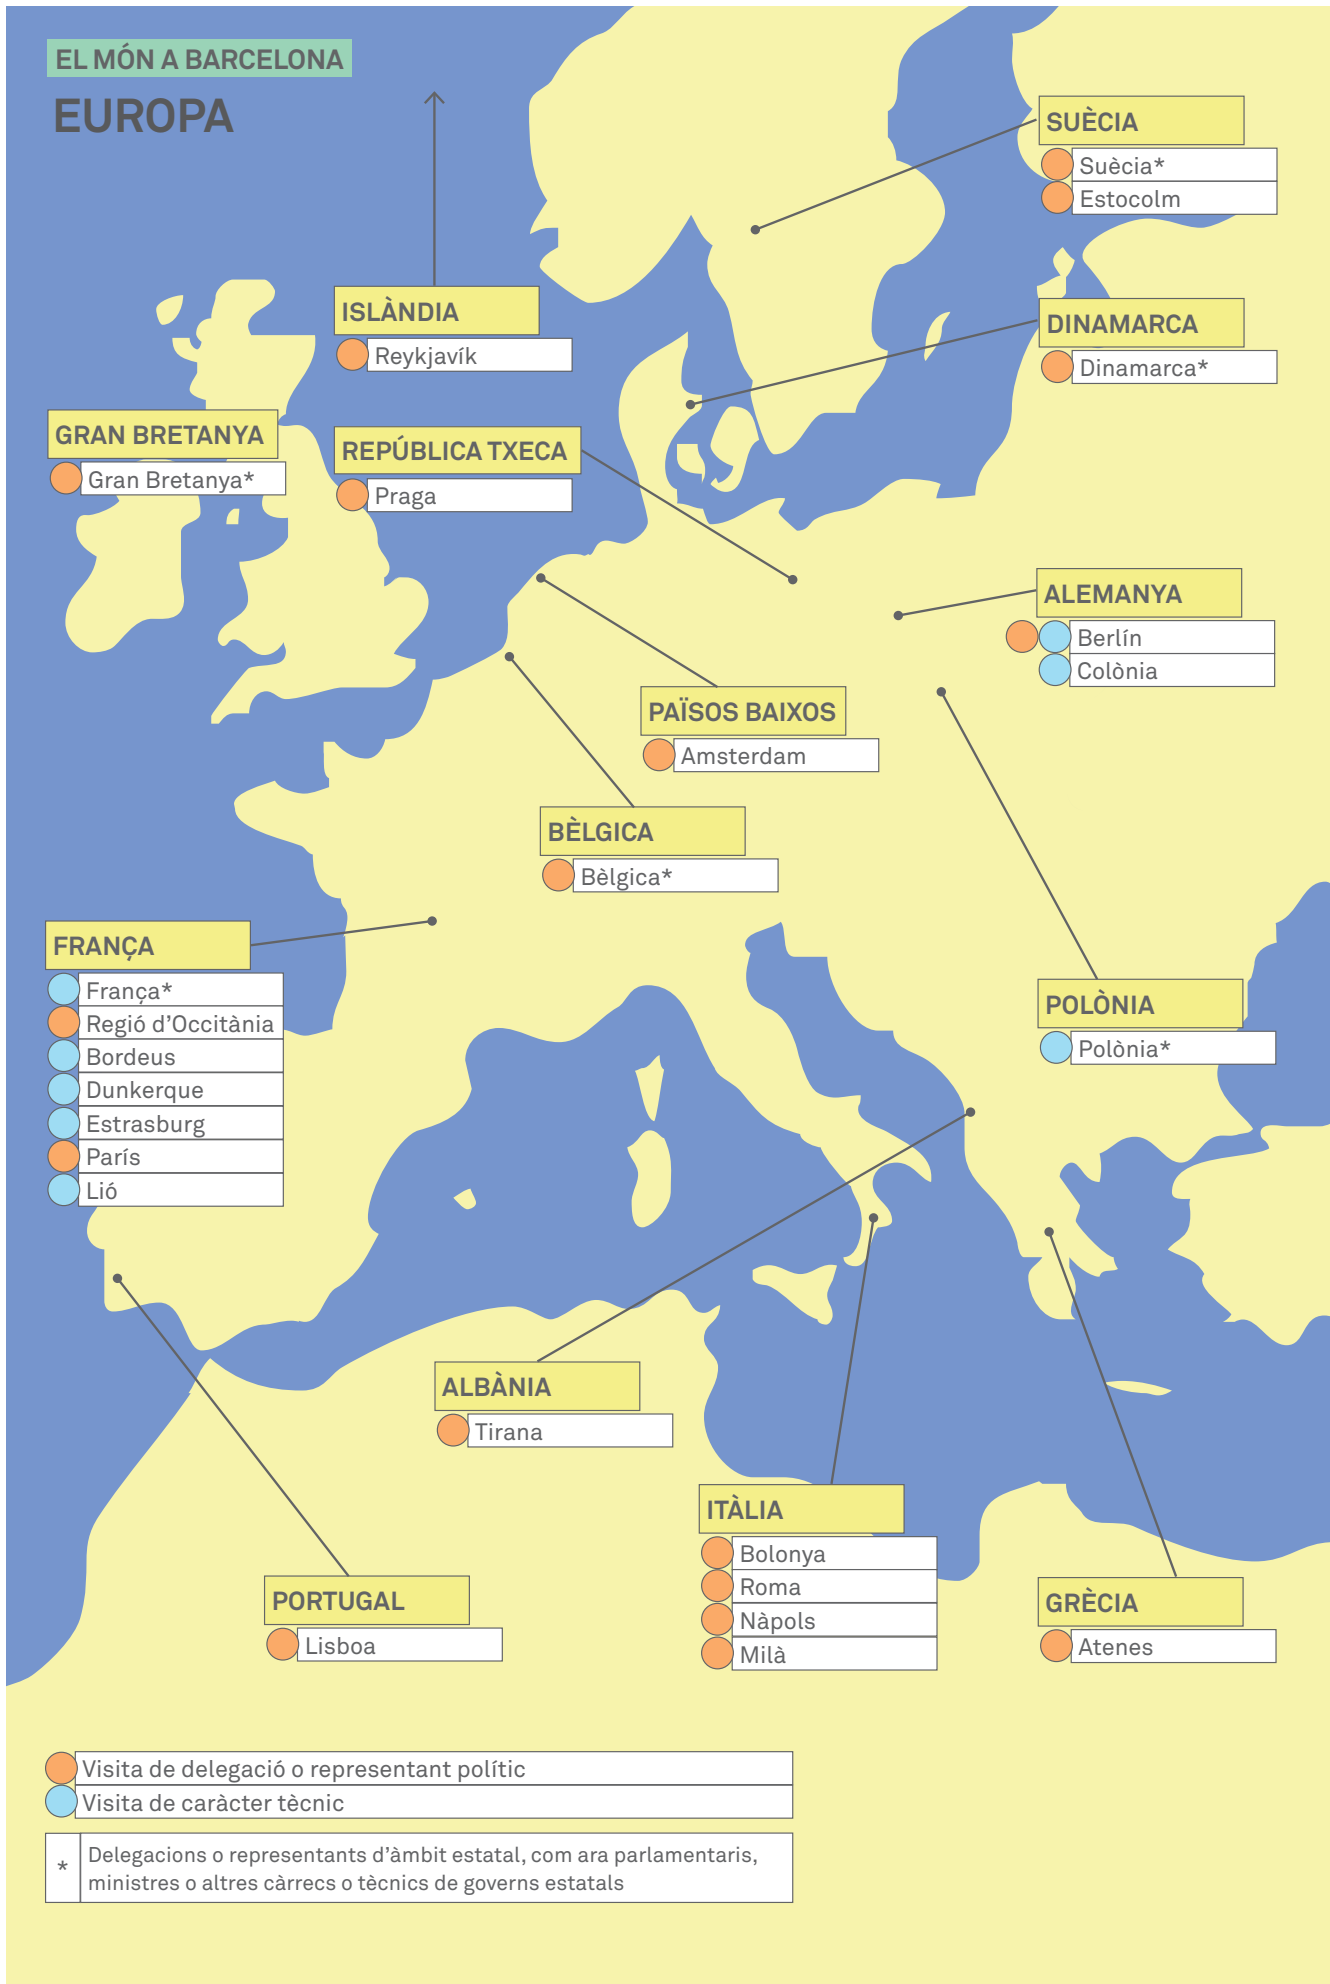 EL MÓN A BARCELONA
EUROPA
SUÈCIA
Suècia*
Estocolm
ISLÀNDIA
Reykjavík
DINAMARCA
Dinamarca*
GRAN BRETANYA
Gran Bretanya*
REPÚBLICA TXECA
Praga
ALEMANYA
Berlín
Colònia
PAÏSOS BAIXOS
Amsterdam
BÈLGICA
Bèlgica*
FRANÇA
França*
Regió d’Occitània
Bordeus
Dunkerque
Estrasburg
París
Lió
POLÒNIA
Polònia*
ALBÀNIA
Tirana
ITÀLIA
Bolonya
Roma
Nàpols
Milà
PORTUGAL
Lisboa
GRÈCIA
Atenes
Visita de delegació o representant polític
Visita de caràcter tècnic
* Delegacions o representants d’àmbit estatal, com ara parlamentaris,
ministres o altres càrrecs o tècnics de governs estatals